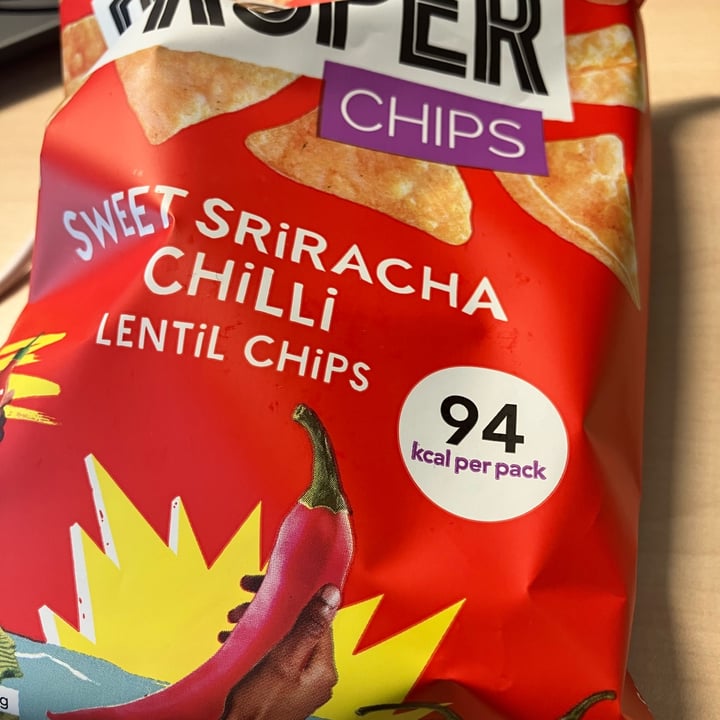 CHIPS
SWEET SRiRACHA
CHiLLi
LENTiL CHiPS
94
kcal per pack
g